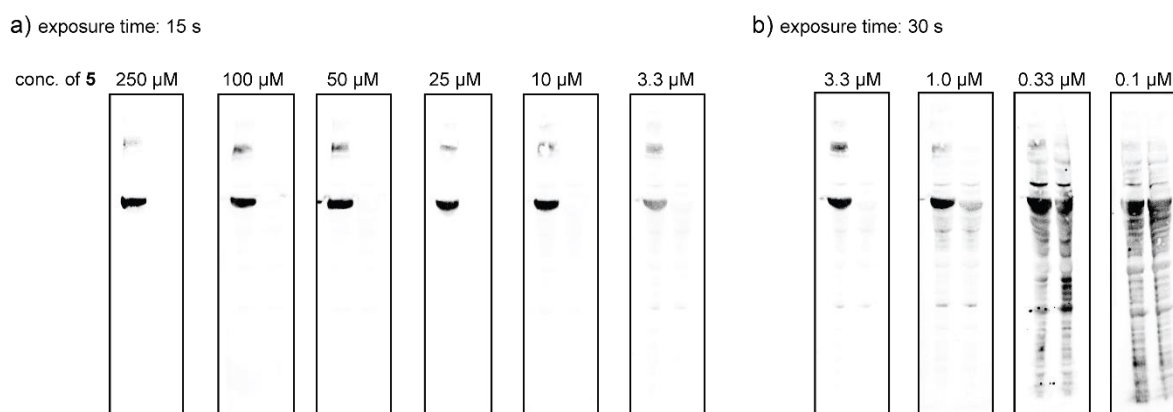 a) exposure time: 15 s
b) exposure time: 30 s
conc. of 5 250 µM 100 µM 50 µM 25 µM 10 µM 3.3 µM
3.3 µM 1.0 µM 0.33 µM 0.1 µM